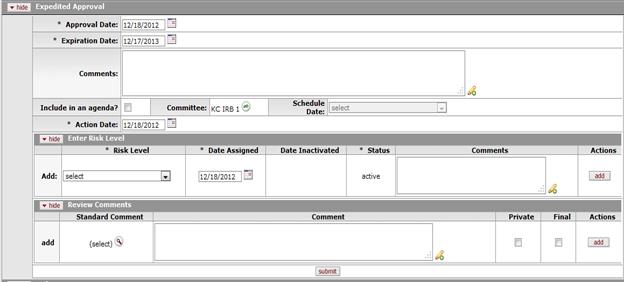 hide Expedited Approval
* Approval Date: 12/18/2012
* Expiration Date: 12/17/2013
Comments:
Include in an agenda? Committee: KC IRB 1 Schedule Date: select
* Action Date: 12/18/2012
hide Enter Risk Level
* Risk Level * Date Assigned Date Inactivated * Status Comments Actions
Add: select 12/18/2012 active add
hide Review Comments
Standard Comment Comment Private Final Actions
add (select) add
submit